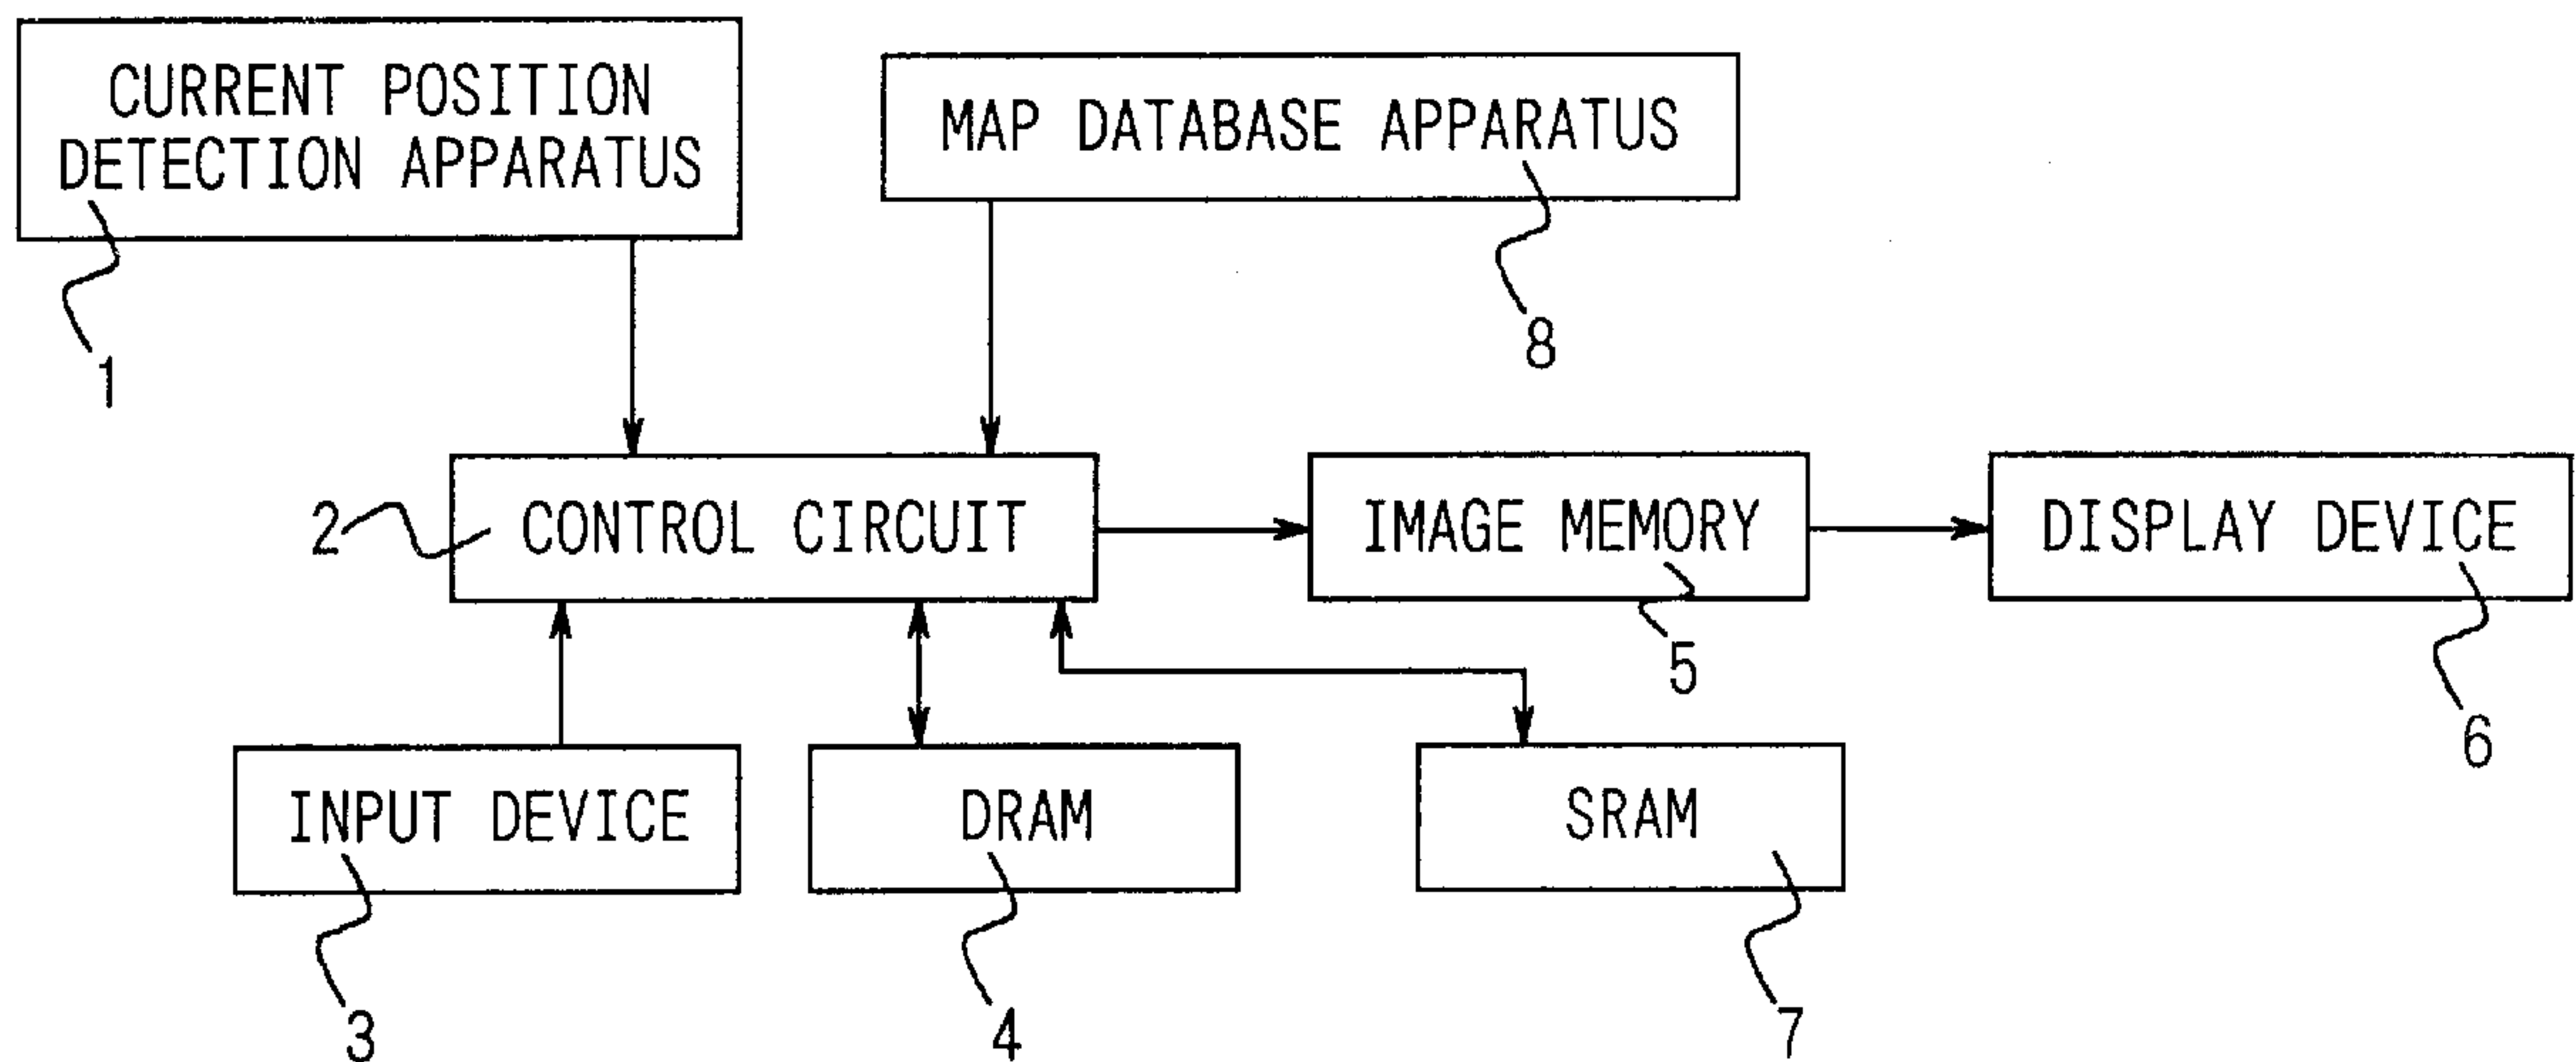 CURRENT POSITION
DETECTION APPARATUS
MAP DATABASE APPARATUS
1
8
2
CONTROL CIRCUIT
IMAGE MEMORY
DISPLAY DEVICE
5
6
INPUT DEVICE
DRAM
SRAM
3
4
7